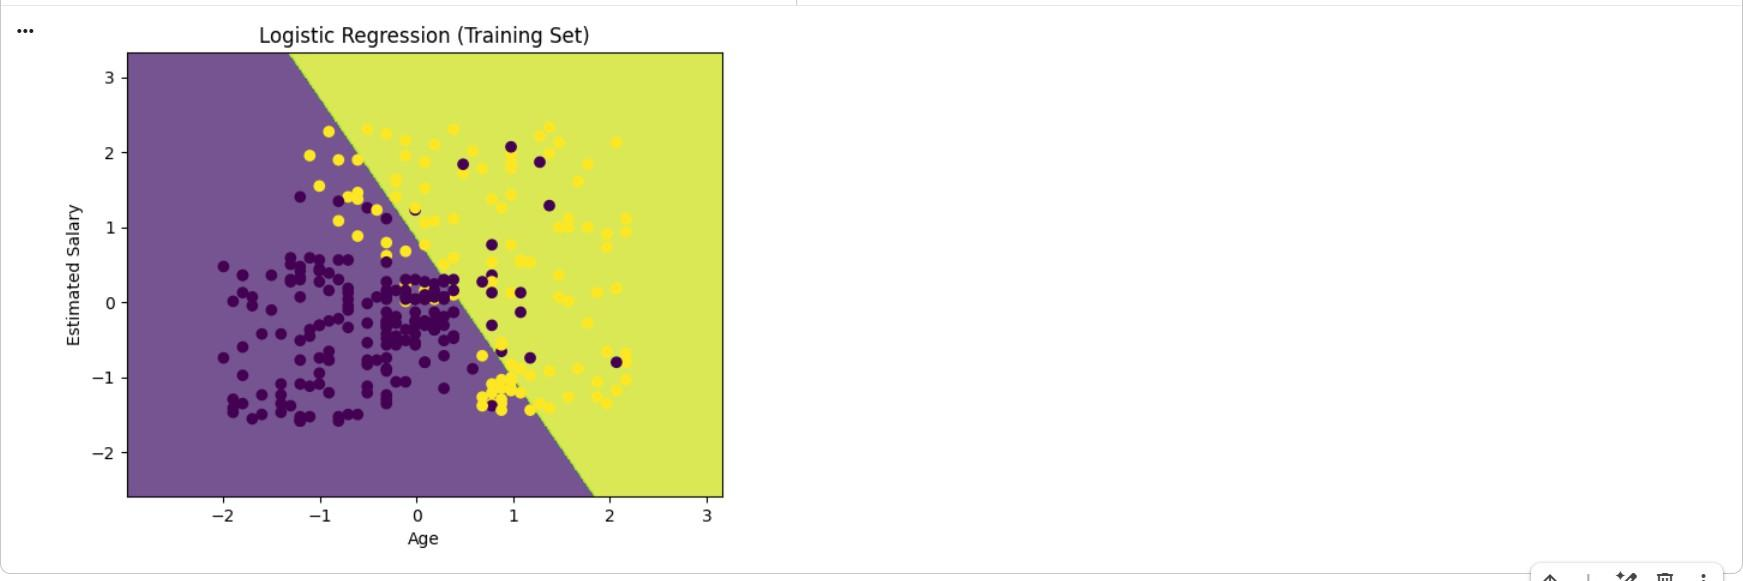 Logistic Regression (Training Set)
3
2
1
0
−1
−2
Estimated Salary
−2 −1 0 1 2 3
Age